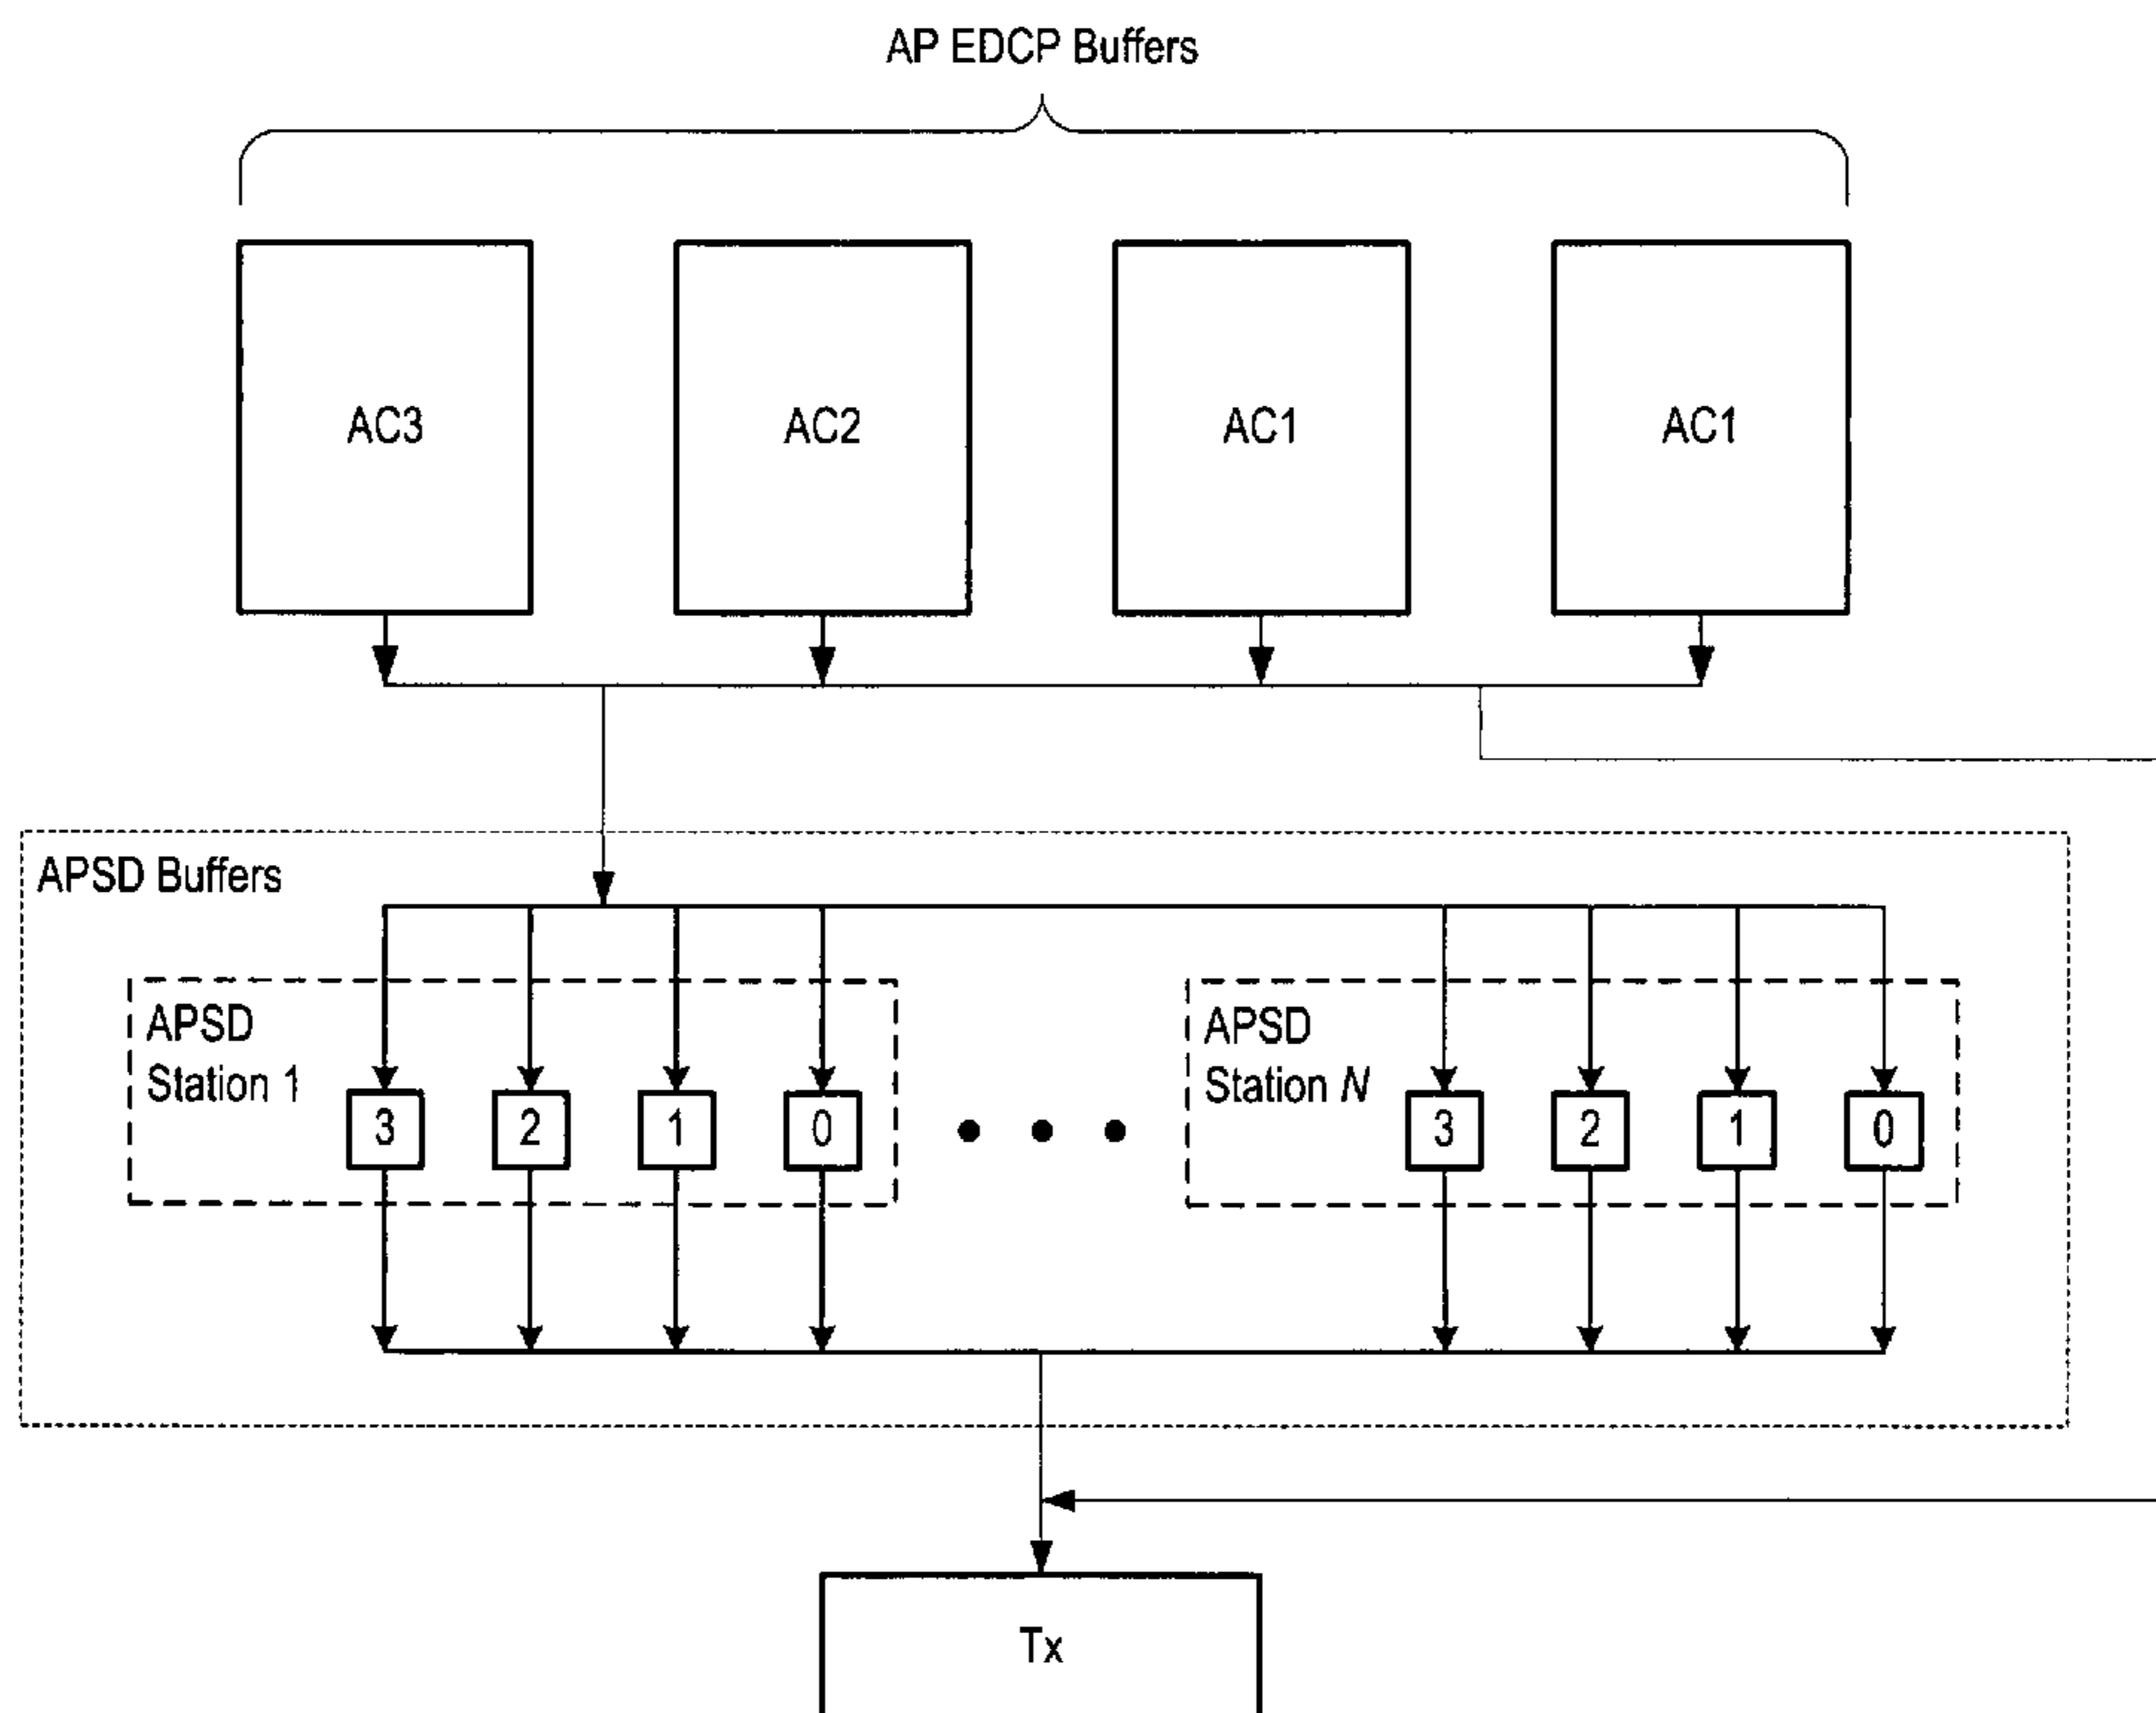 AP EDCP Buffers
AC3
AC2
AC1
AC1
APSD Buffers
APSD
Station 1
3
2
1
0
APSD
Station N
3
2
1
0
Tx